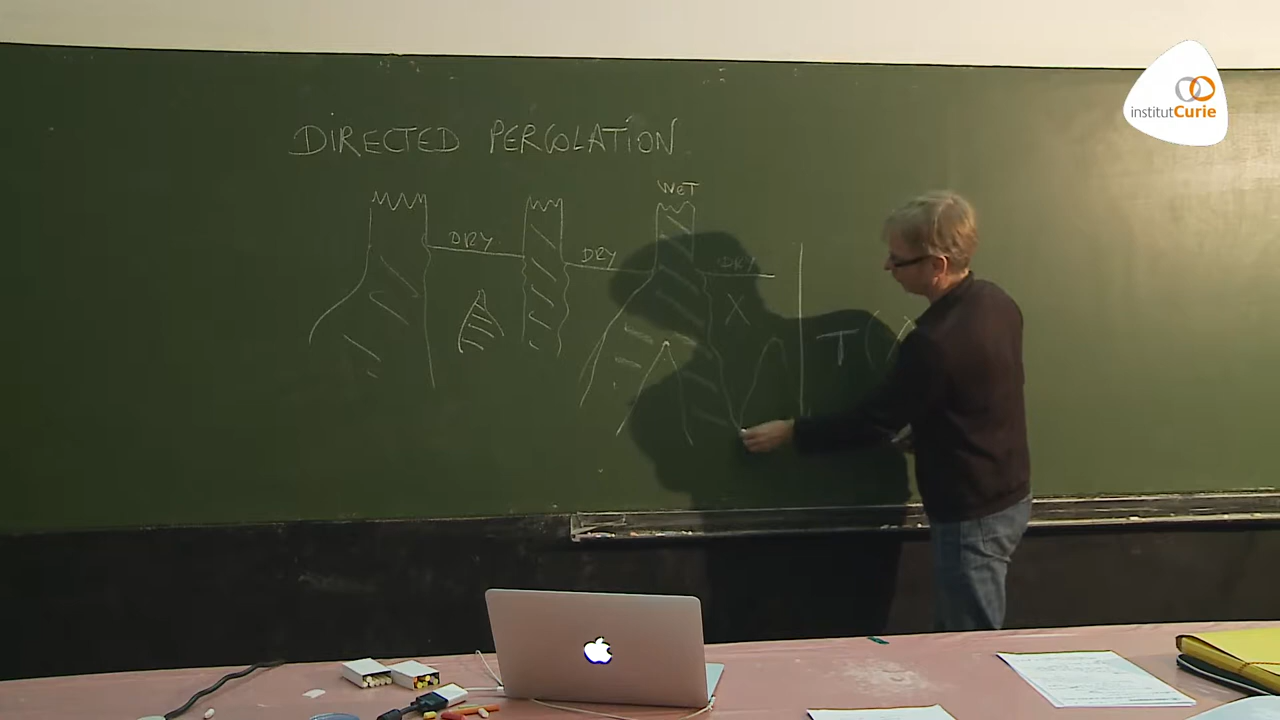 institutCurie
DIRECTED PERCOLATION
WET
DRY
DRY
DRY
X
T (